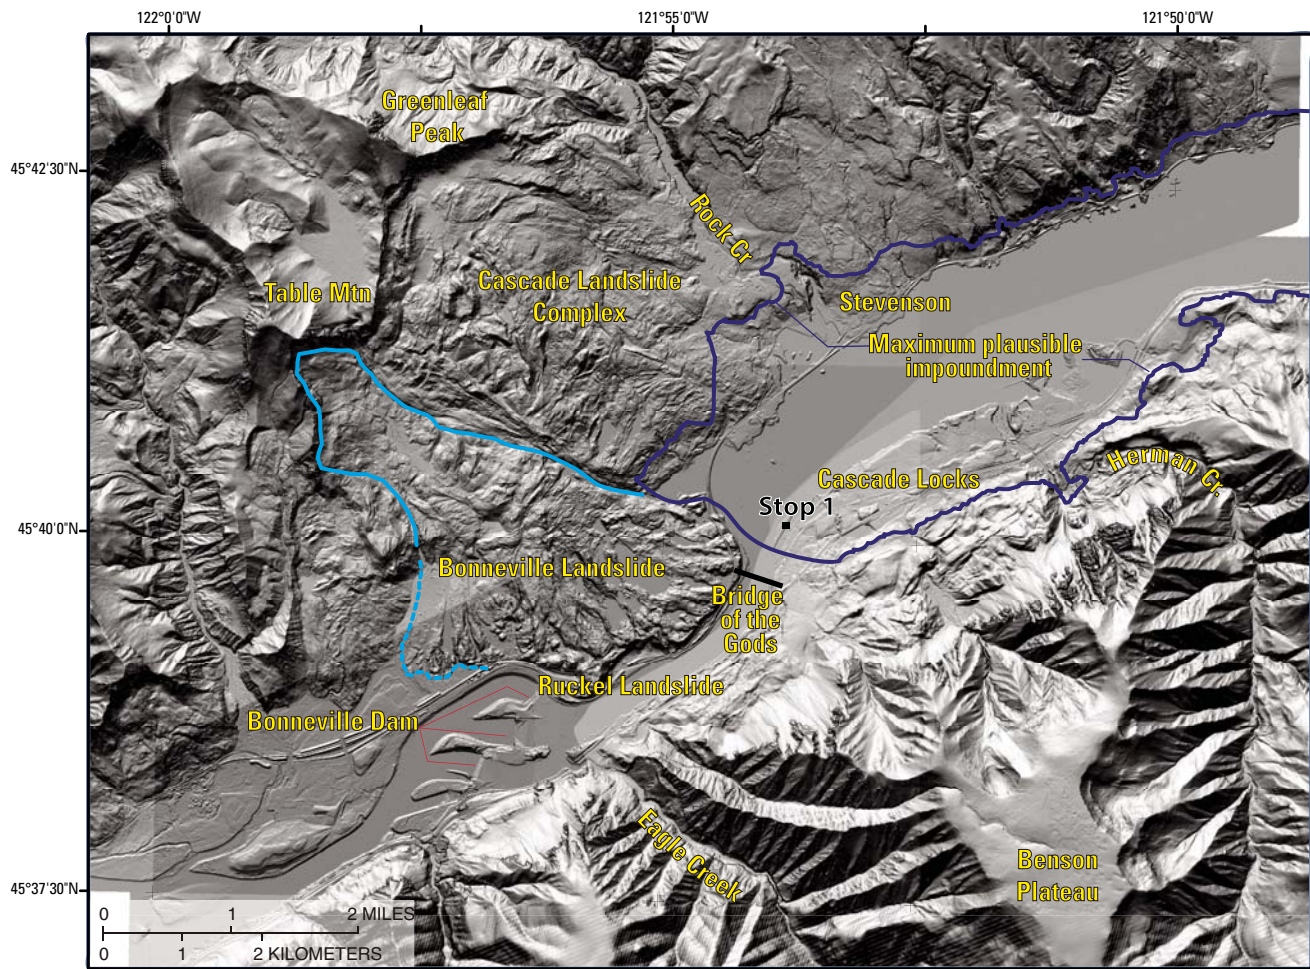 122°0'0"W
121°55'0"W
121°50'0"W
45°42'30"N
45°40'0"N
45°37'30"N
Greenleaf
Peak
Rock Cr
Table Mtn
Cascade Landslide
Complex
Stevenson
Maximum plausible
impoundment
Herman Cr.
Cascade Locks
Stop 1
Bonneville Landslide
Bridge
of the
Gods
Ruckel Landslide
Bonneville Dam
Eagle Creek
Benson
Plateau
0 1 2 MILES
0 1 2 KILOMETERS